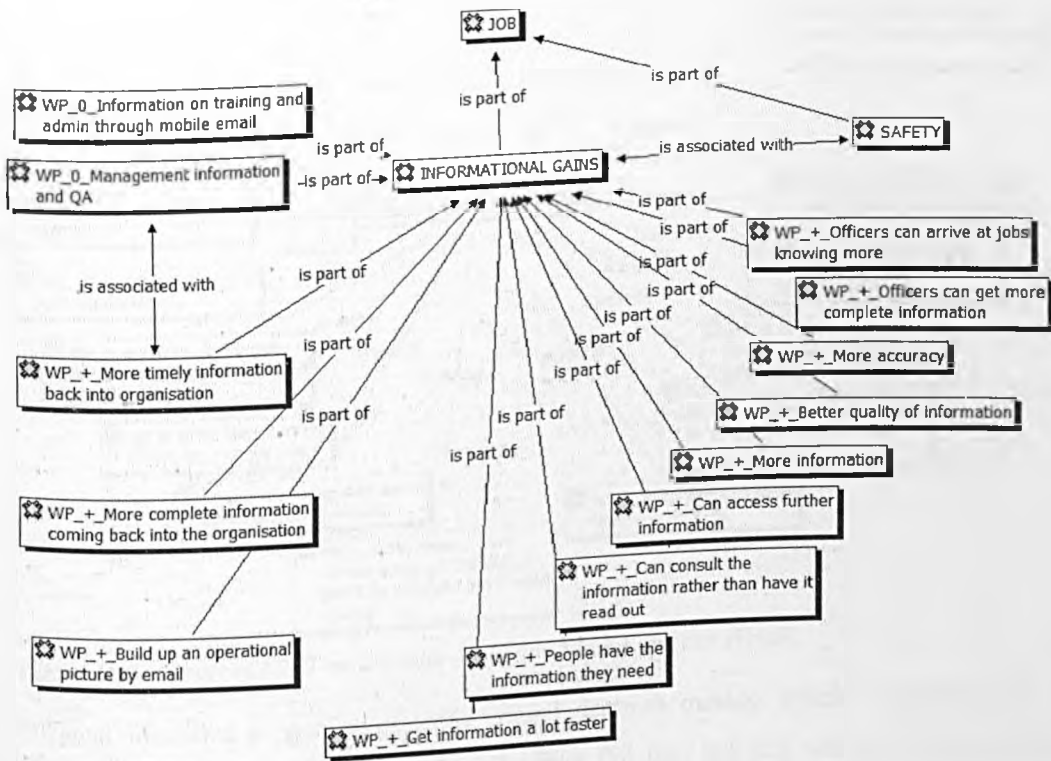 JOB
is part of
is part of
WP_0_Information on training and
admin through mobile email
SAFETY
is part of
is associated with
INFORMATIONAL GAINS
WP_0_Management information
and QA
is part of
is part of
WP_+_Officers can arrive at jobs
knowing more
is part of
is part of
is associated with
is part of
WP_+_Officers can get more
complete information
is part of
is part of
is part of
WP_+_More accuracy
is part of
WP_+_More timely information
back into organisation
is part of
WP_+_Better quality of information
is part of
is part of
is part of
WP_+_More information
WP_+_More complete information
coming back into the organisation
WP_+_Can access further
information
WP_+_Can consult the
information rather than have it
read out
WP_+_Build up an operational
picture by email
WP_+_People have the
information they need
WP_+_Get information a lot faster